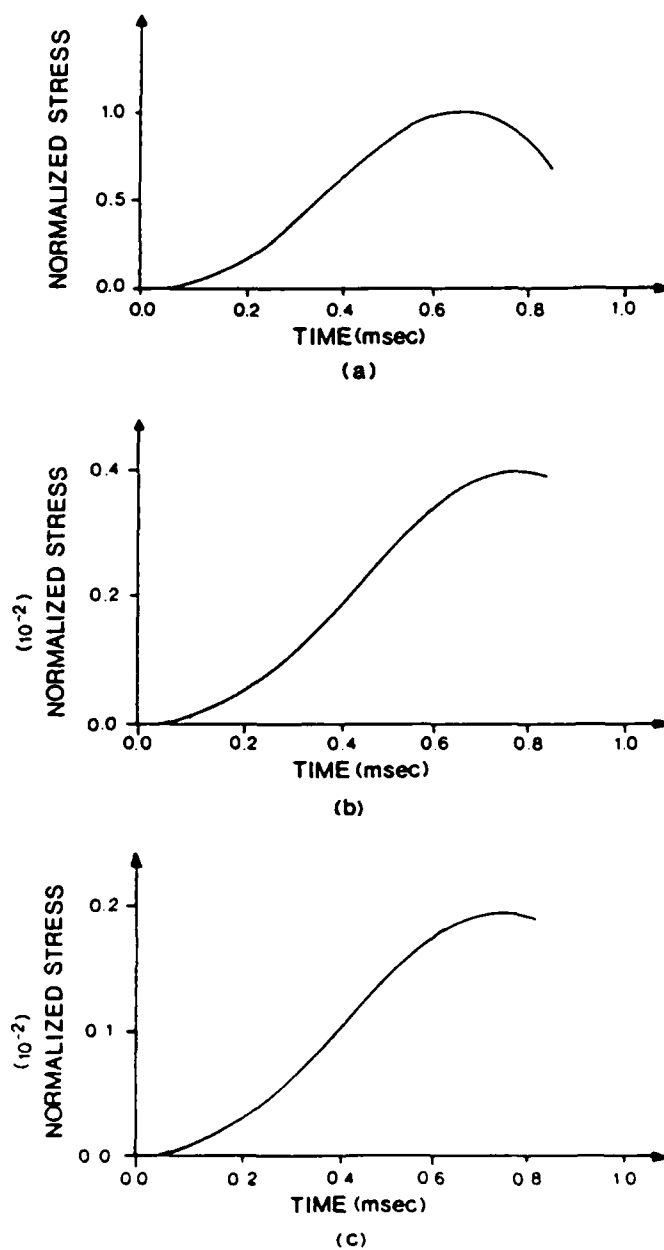 NORMALIZED STRESS
1.0
0.5
0.0
0.0 0.2 0.4 0.6 0.8 1.0
TIME (msec)
(a)
(10-2)
NORMALIZED STRESS
0.4
0.2
0.0
0.0 0.2 0.4 0.6 0.8 1.0
TIME (msec)
(b)
(10-2)
NORMALIZED STRESS
0.2
0.1
0 0
0.0 0 2 0 4 0 6 0 8 1.0
TIME (msec)
(c)